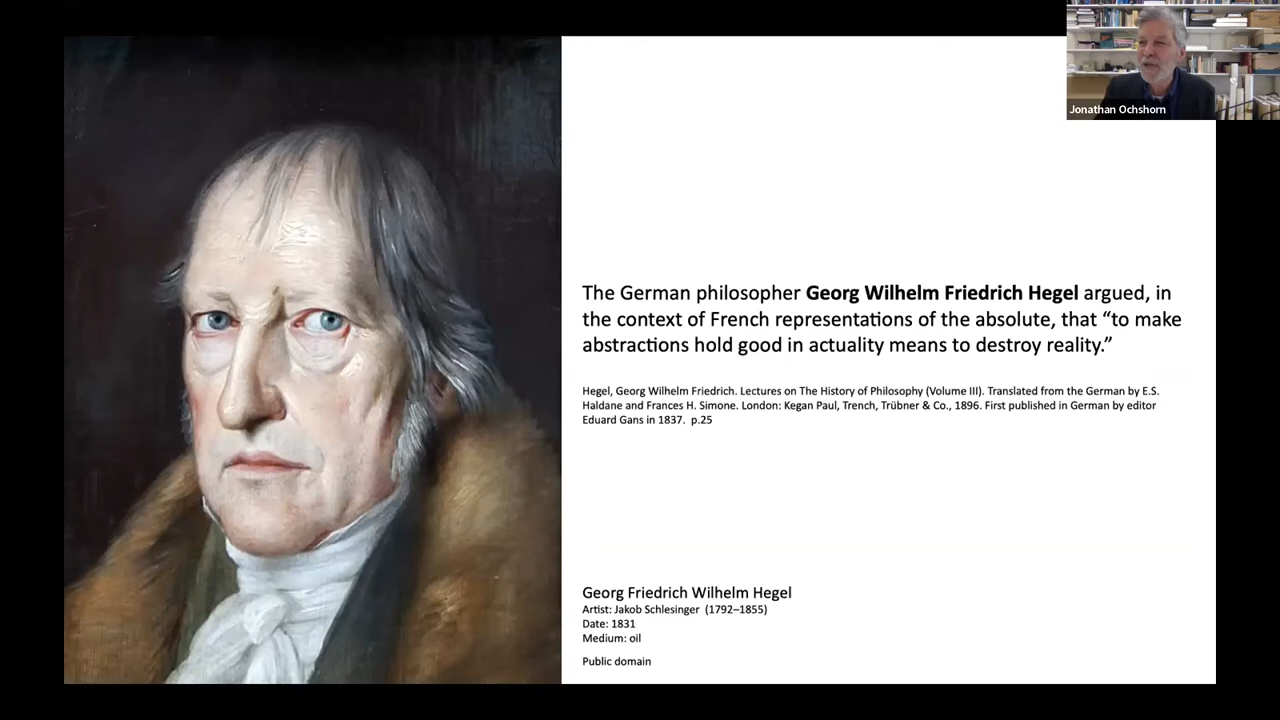 Jonathan Ochshorn
The German philosopher Georg Wilhelm Friedrich Hegel argued, in
the context of French representations of the absolute, that “to make
abstractions hold good in actuality means to destroy reality.”
Hegel, Georg Wilhelm Friedrich. Lectures on The History of Philosophy (Volume III). Translated from the German by E.S.
Haldane and Frances H. Simone. London: Kegan Paul, Trench, Trübner & Co., 1896. First published in German by editor
Eduard Gans in 1837. p.25
Georg Friedrich Wilhelm Hegel
Artist: Jakob Schlesinger (1792–1855)
Date: 1831
Medium: oil
Public domain